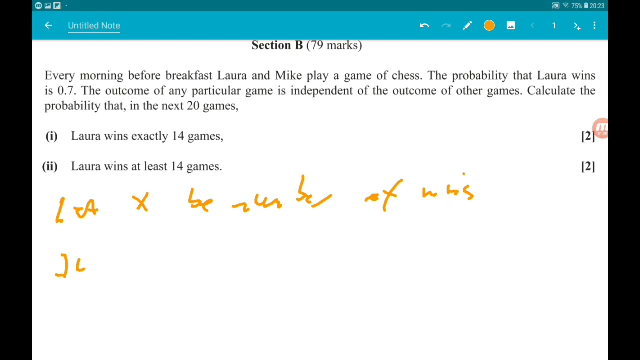 Untitled Note
75% 20:23
1
Section B (79 marks)
Every morning before breakfast Laura and Mike play a game of chess. The probability that Laura wins
is 0.7. The outcome of any particular game is independent of the outcome of other games. Calculate the
probability that, in the next 20 games,
(i) Laura wins exactly 14 games, [2]
(ii) Laura wins at least 14 games. [2]
Let X be number of wins